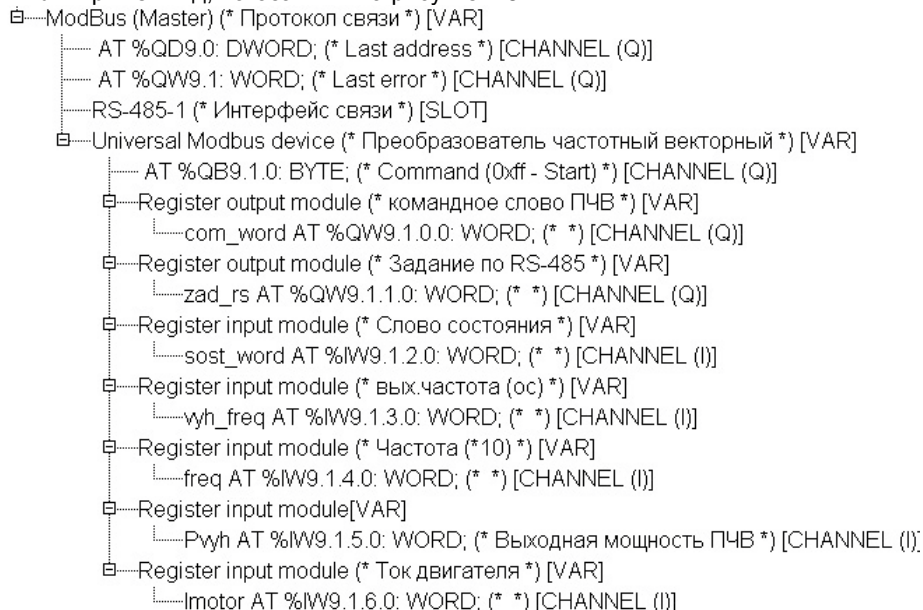 ModBus (Master) (* Протокол связи *) [VAR]
AT %QD9.0: DWORD; (* Last address *) [CHANNEL (Q)]
AT %QW9.1: WORD; (* Last error *) [CHANNEL (Q)]
RS-485-1 (* Интерфейс связи *) [SLOT]
Universal Modbus device (* Преобразователь частотный векторный *) [VAR]
AT %QB9.1.0: BYTE; (* Command (0xff - Start) *) [CHANNEL (Q)]
Register output module (* командное слово ПЧВ *) [VAR]
com_word AT %QW9.1.0.0: WORD; (* *) [CHANNEL (Q)]
Register output module (* Задание по RS-485 *) [VAR]
zad_rs AT %QW9.1.1.0: WORD; (* *) [CHANNEL (Q)]
Register input module (* Слово состояния *) [VAR]
sost_word AT %IW9.1.2.0: WORD; (* *) [CHANNEL (I)]
Register input module (* вых.частота (ос) *) [VAR]
vyh_freq AT %IW9.1.3.0: WORD; (* *) [CHANNEL (I)]
Register input module (* Частота (*10) *) [VAR]
freq AT %IW9.1.4.0: WORD; (* *) [CHANNEL (I)]
Register input module[VAR]
Pvyh AT %IW9.1.5.0: WORD; (* Выходная мощность ПЧВ *) [CHANNEL (I)]
Register input module (* Ток двигателя *) [VAR]
Imotor AT %IW9.1.6.0: WORD; (* *) [CHANNEL (I)]